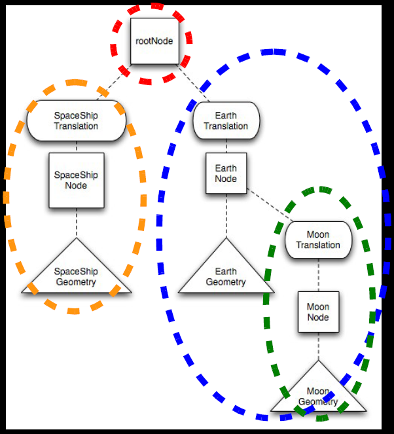 rootNode
SpaceShip
Translation
Earth
Translation
SpaceShip
Node
Earth
Node
Moon
Translation
SpaceShip
Geometry
Earth
Geometry
Moon
Node
Moon
Geometry